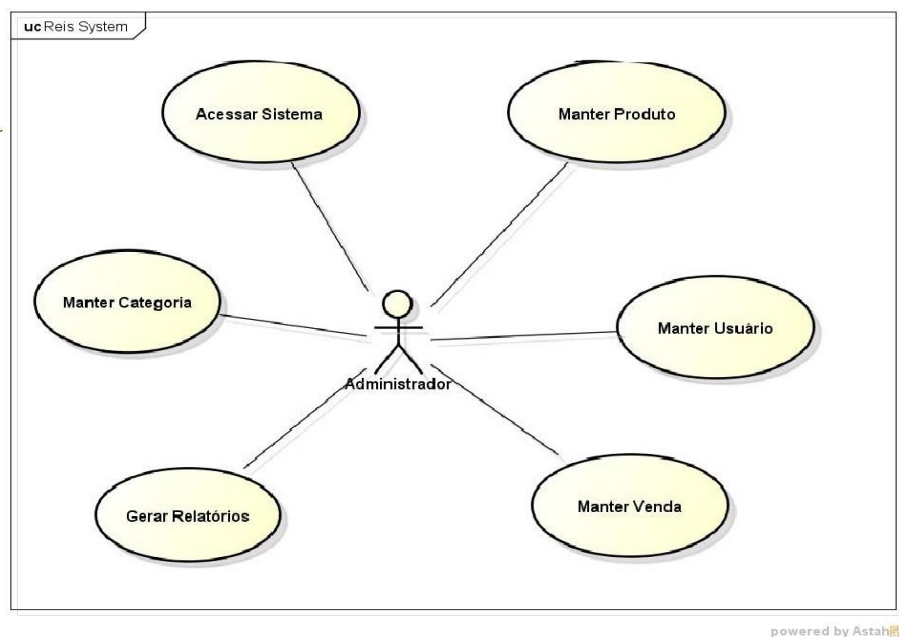 uc Reis System
Acessar Sistema
Manter Produto
Manter Categoria
Manter Usuário
Administrador
Gerar Relatórios
Manter Venda
powered by Astah